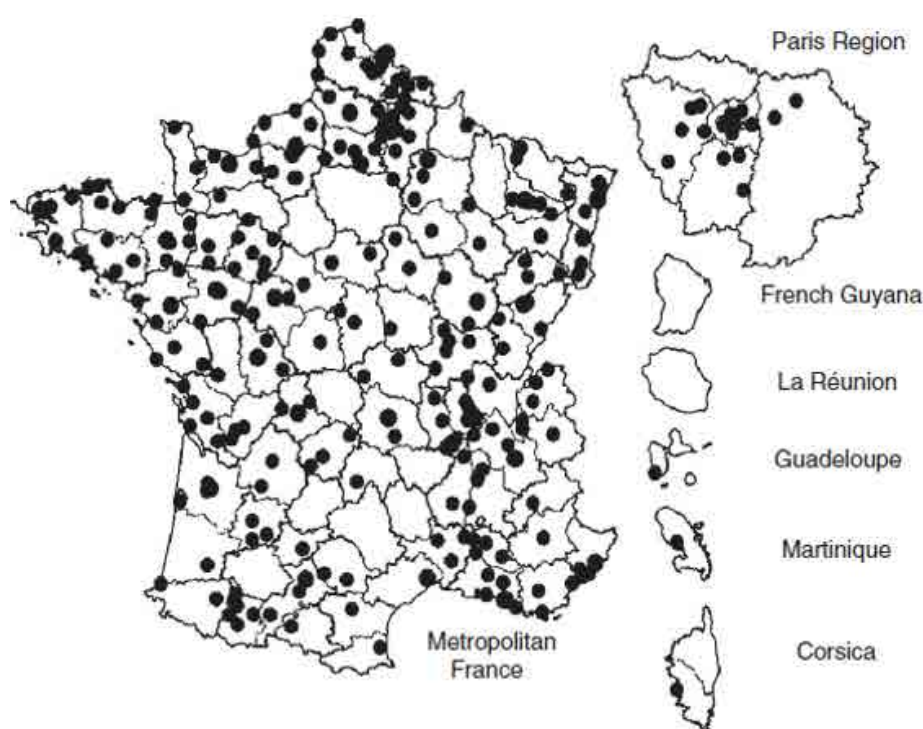 Paris Region
French Guyana
La Réunion
Guadeloupe
Martinique
Corsica
Metropolitan
France